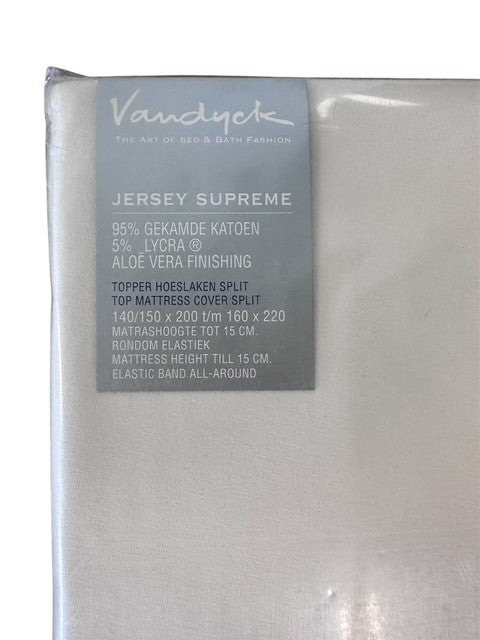 Vandyck
THE ART OF BED & BATH FASHION
JERSEY SUPREME
95% GEKAMDE KATOEN
5% _LYCRA ®
ALOË VERA FINISHING
TOPPER HOESLAKEN SPLIT
TOP MATTRESS COVER SPLIT
140/150 x 200 t/m 160 x 220
MATRASHOOGTE TOT 15 CM.
RONDOM ELASTIEK
MATTRESS HEIGHT TILL 15 CM.
ELASTIC BAND ALL-AROUND